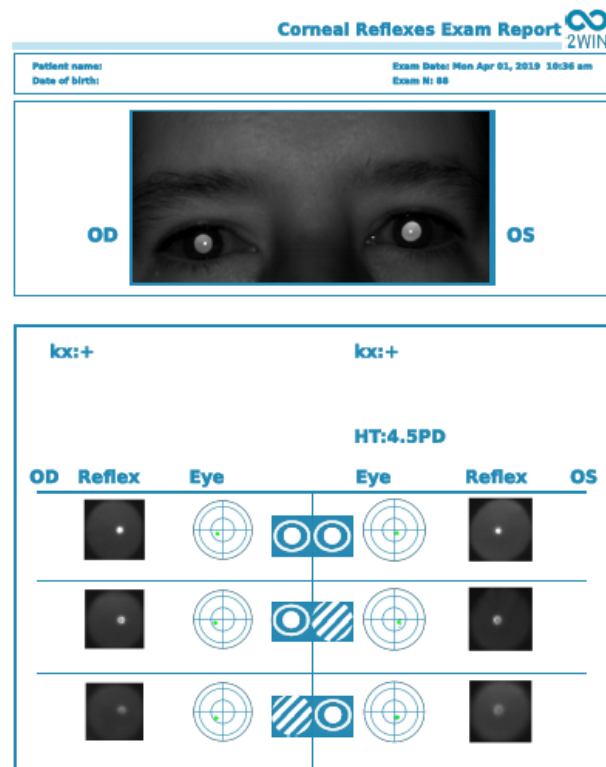 Corneal Reflexes Exam Report
2WIN
Patient name:
Exam Date: Mon Apr 01, 2019 10:36 am
Date of birth:
Exam N: 88
OD
OS
kx:+
kx:+
HT:4.5PD
OD Reflex Eye Eye Reflex OS